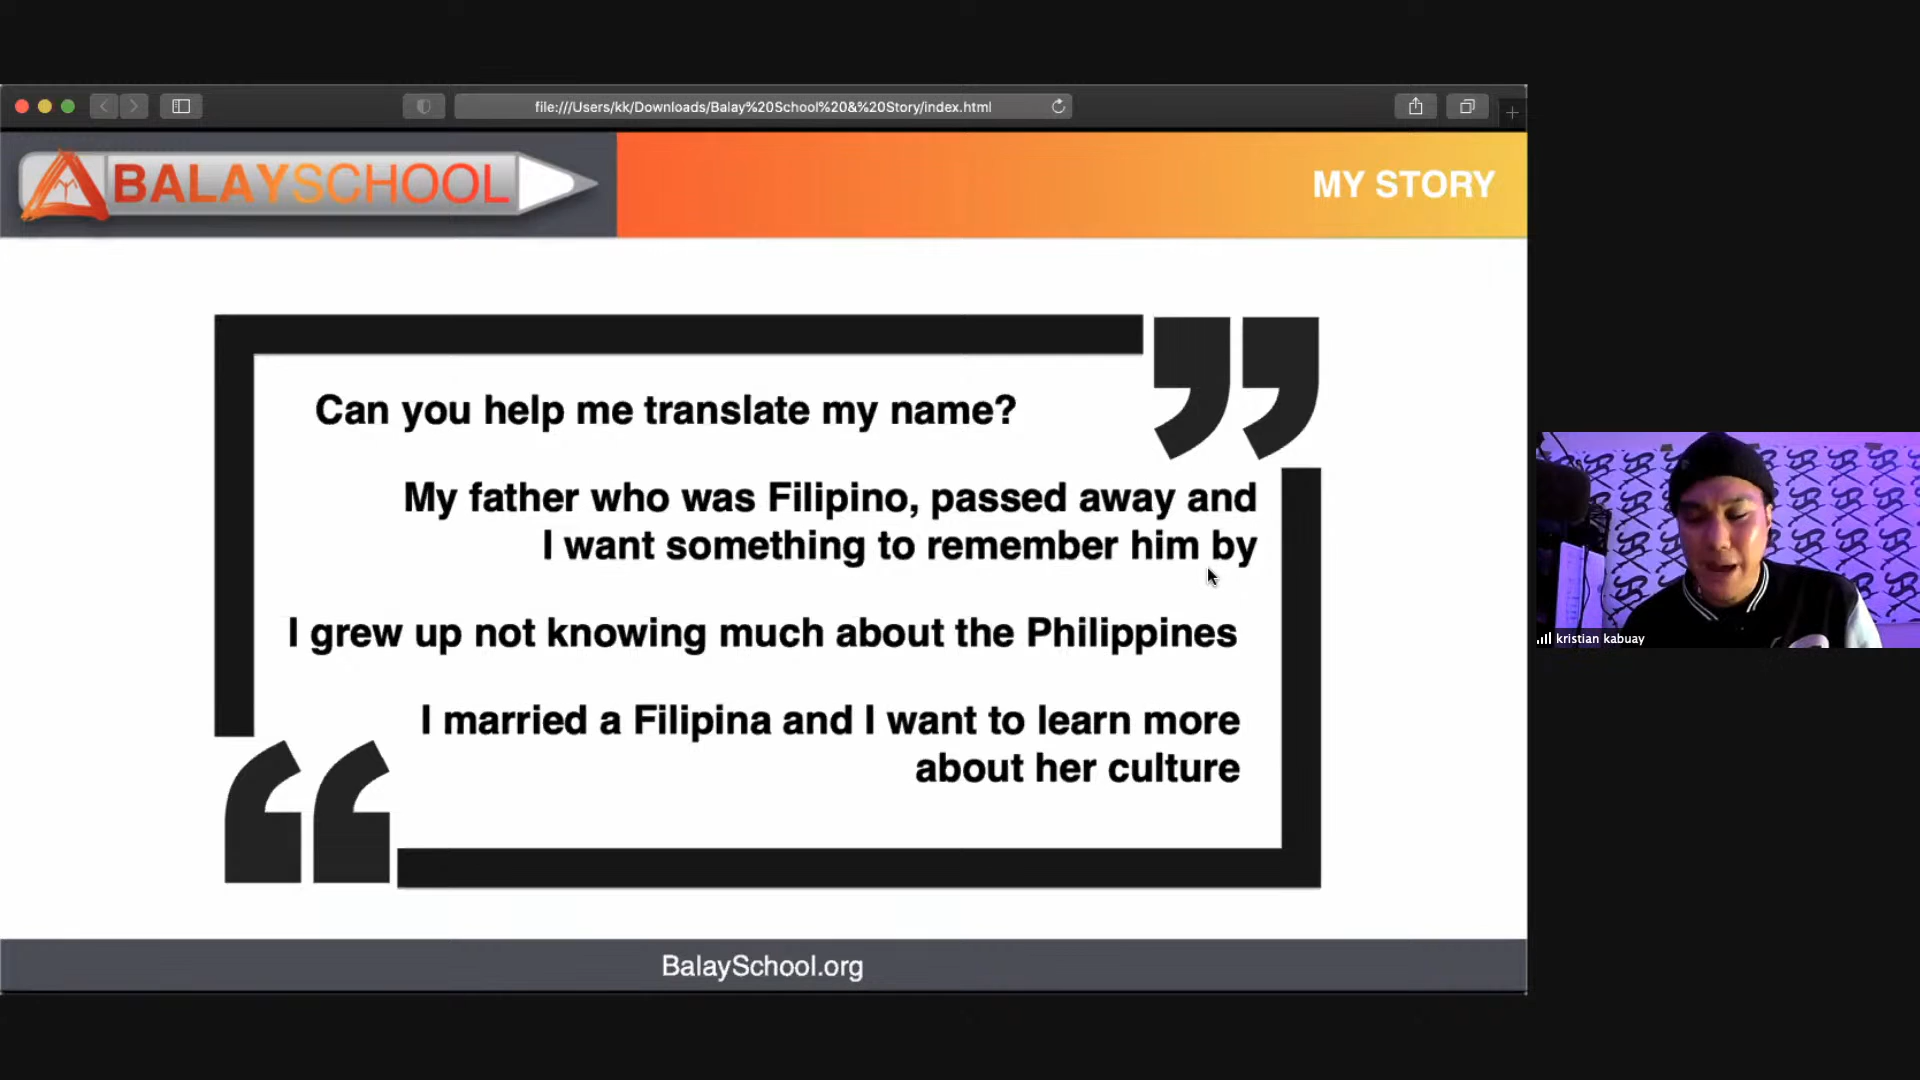 file:///Users/kk/Downloads/Balay%20School%20&%20Story/index.html
BALAYSCHOOL
MY STORY
Can you help me translate my name?
My father who was Filipino, passed away and
I want something to remember him by
I grew up not knowing much about the Philippines
I married a Filipina and I want to learn more
about her culture
kristian kabuay
BalaySchool.org